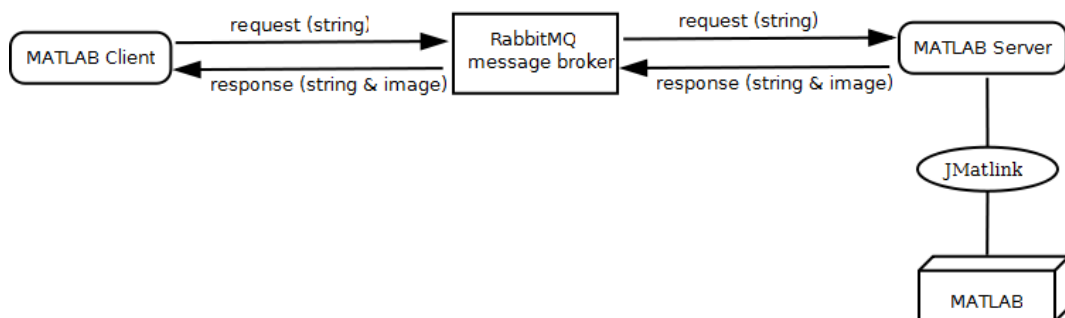 request (string)
MATLAB Client
response (string & image)
RabbitMQ
message broker
request (string)
response (string & image)
MATLAB Server
JMatlink
MATLAB